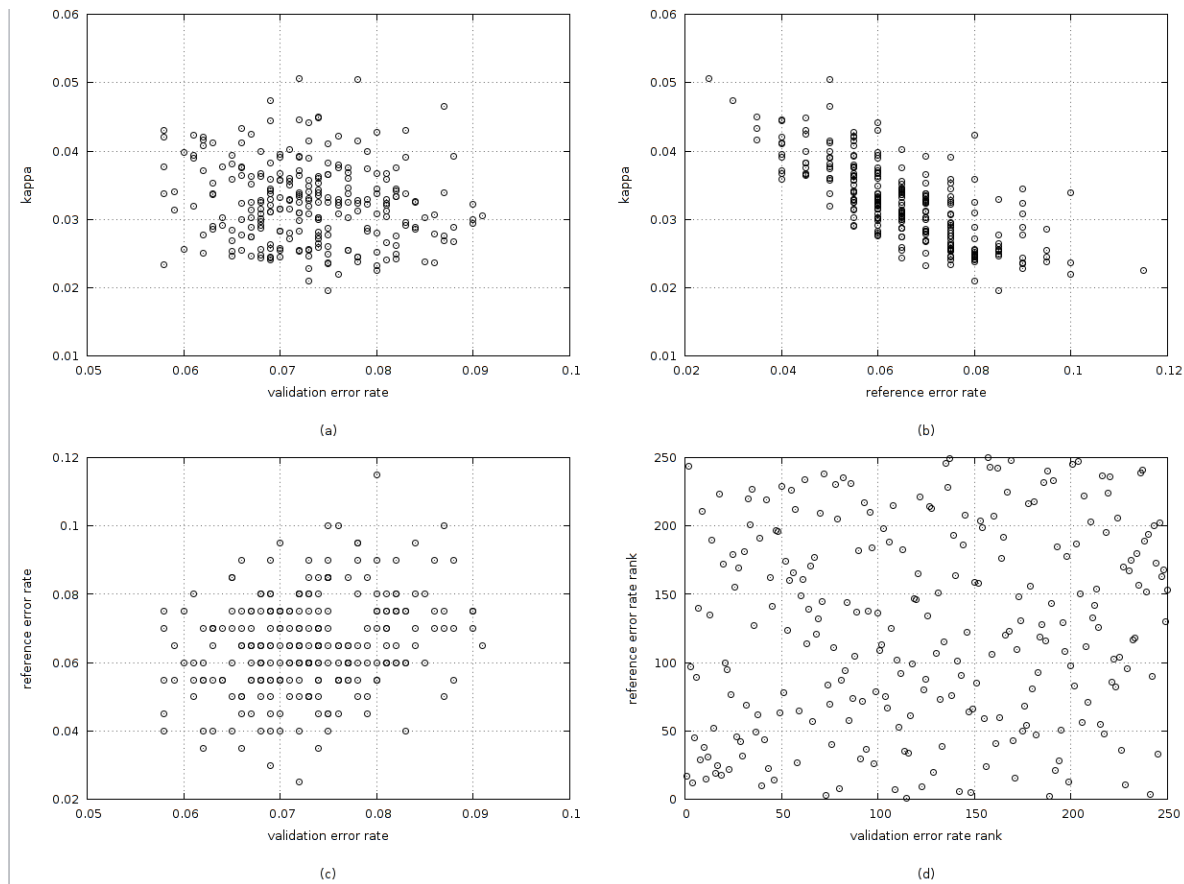 0.06
0.05
0.04
0.03
0.02
0.01
kappa
0.05 0.06 0.07 0.08 0.09 0.1
validation error rate
(a)
0.06
0.05
0.04
0.03
0.02
0.01
kappa
0.02 0.04 0.06 0.08 0.1 0.12
reference error rate
(b)
0.12
0.1
0.08
0.06
0.04
0.02
reference error rate
0.05 0.06 0.07 0.08 0.09 0.1
validation error rate
(c)
250
200
150
100
50
0
reference error rate rank
0 50 100 150 200 250
validation error rate rank
(d)